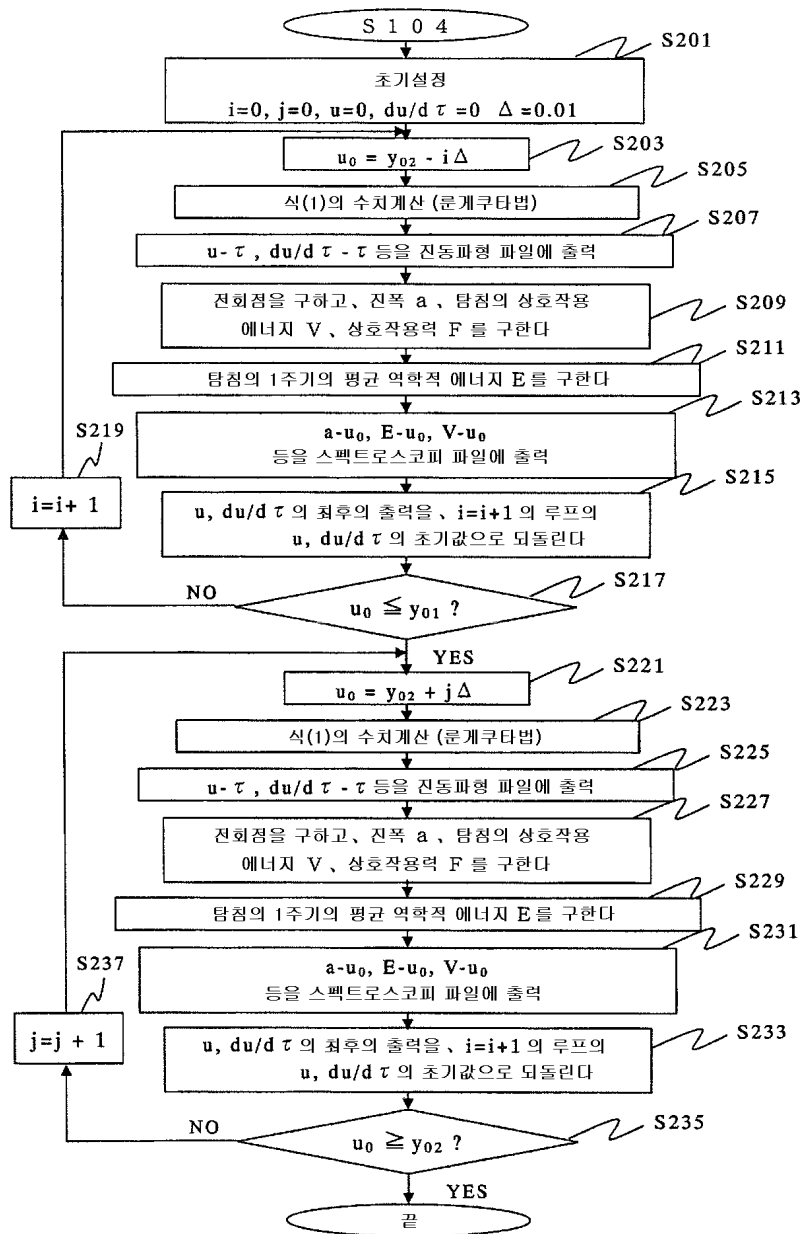 S104
S201
초기설정
i=0, j=0, u=0, du/dτ=0 Δ=0.01
S203
u₀ = y₀₂ - iΔ
S205
식(1)의 수치계산 (룬게쿠타법)
S207
u-τ, du/dτ-τ 등을 진동파형 파일에 출력
S209
전회점을 구하고、진폭 a 、탐침의 상호작용
에너지 V、상호작용력 F 를 구한다
S211
탐침의 1주기의 평균 역학적 에너지 E를 구한다
S213
a-u₀, E-u₀, V-u₀
등을 스펙트로스코피 파일에 출력
S219
i=i+ 1
S215
u, du/dτ의 최후의 출력을、i=i+1의 루프의
u, du/dτ의 초기값으로 되돌린다
S217
NO
u₀ ≦ y₀₁ ?
YES
S221
u₀ = y₀₂ + jΔ
S223
식(1)의 수치계산 (룬게쿠타법)
S225
u-τ, du/dτ-τ 등을 진동파형 파일에 출력
S227
전회점을 구하고、진폭 a 、탐침의 상호작용
에너지 V、상호작용력 F 를 구한다
S229
탐침의 1주기의 평균 역학적 에너지 E를 구한다
S231
a-u₀, E-u₀, V-u₀
등을 스펙트로스코피 파일에 출력
S237
j=j + 1
S233
u, du/dτ의 최후의 출력을、i=i+1의 루프의
u, du/dτ의 초기값으로 되돌린다
S235
NO
u₀ ≧ y₀₂ ?
YES
끝